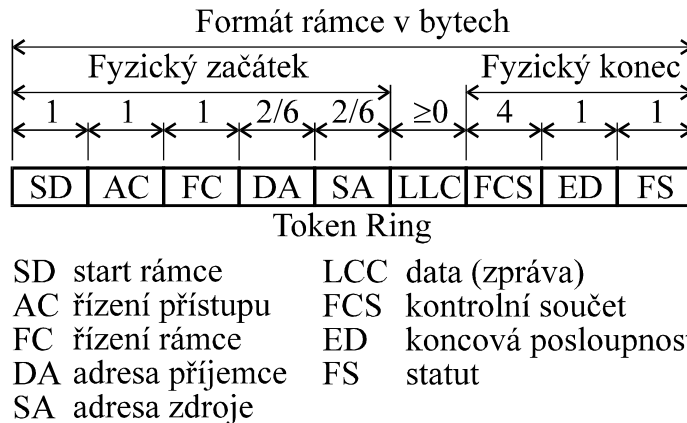 Formát rámce v bytech
Fyzický začátek Fyzický konec
1 1 1 2/6 2/6 ≥0 4 1 1
SD AC FC DA SA LLC FCS ED FS
Token Ring
SD start rámce
AC řízení přístupu
FC řízení rámce
DA adresa příjemce
SA adresa zdroje
LCC data (zpráva)
FCS kontrolní součet
ED koncová posloupnos
FS statut